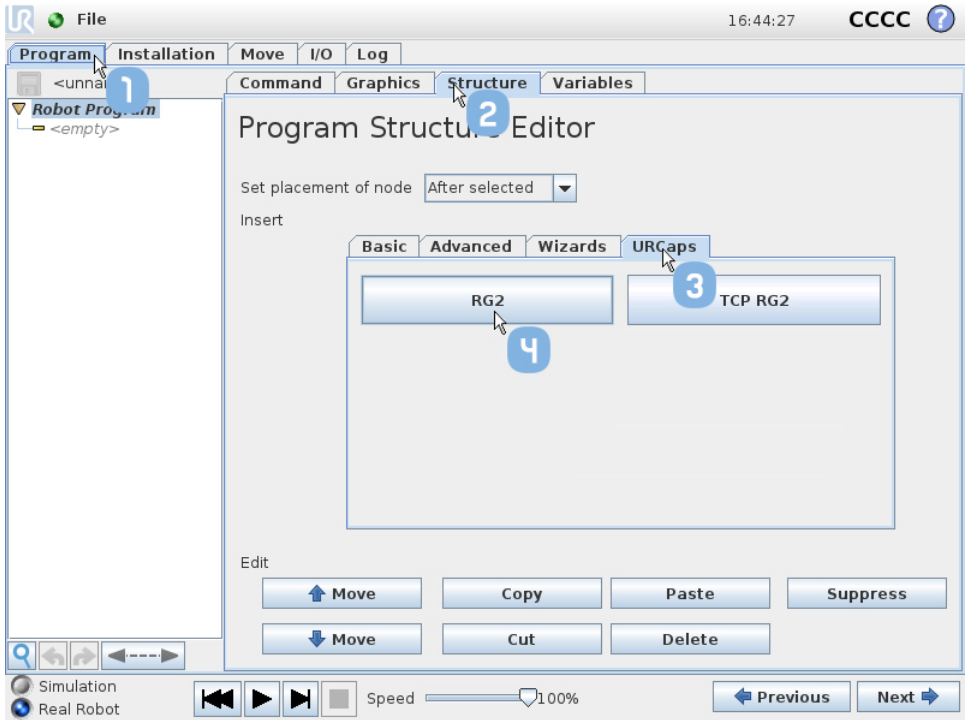 UR File 16:44:27 CCCC ?
Program Installation Move I/O Log
1
<unna
Command Graphics Structure Variables
2
Robot Program
<empty>
Program Structure Editor
Set placement of node After selected
Insert
Basic Advanced Wizards URCaps
3
RG2 TCP RG2
4
Edit
Move Copy Paste Suppress
Move Cut Delete
Simulation
Real Robot
Speed 100% Previous Next